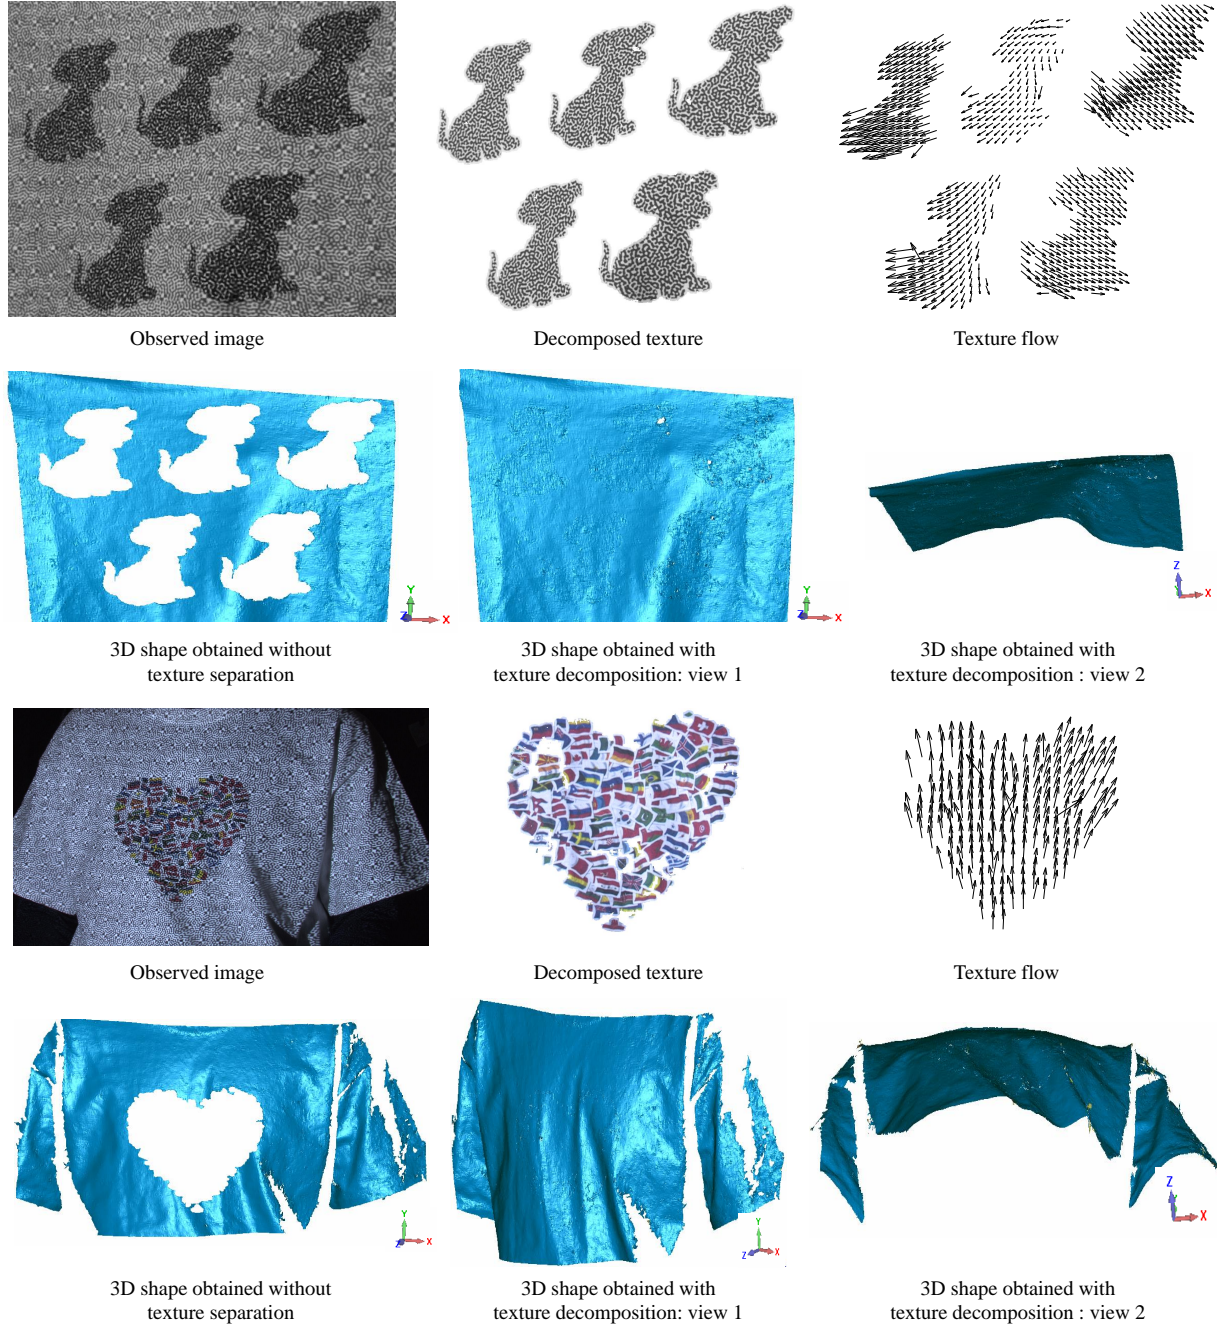 Observed image
Decomposed texture
Texture flow
Y
Z
X
Y
Z
X
Z
Y
X
3D shape obtained without
texture separation
3D shape obtained with
texture decomposition: view 1
3D shape obtained with
texture decomposition : view 2
Observed image
Decomposed texture
Texture flow
Y
Z
X
Y
Z
X
Z
Y
X
3D shape obtained without
texture separation
3D shape obtained with
texture decomposition: view 1
3D shape obtained with
texture decomposition : view 2